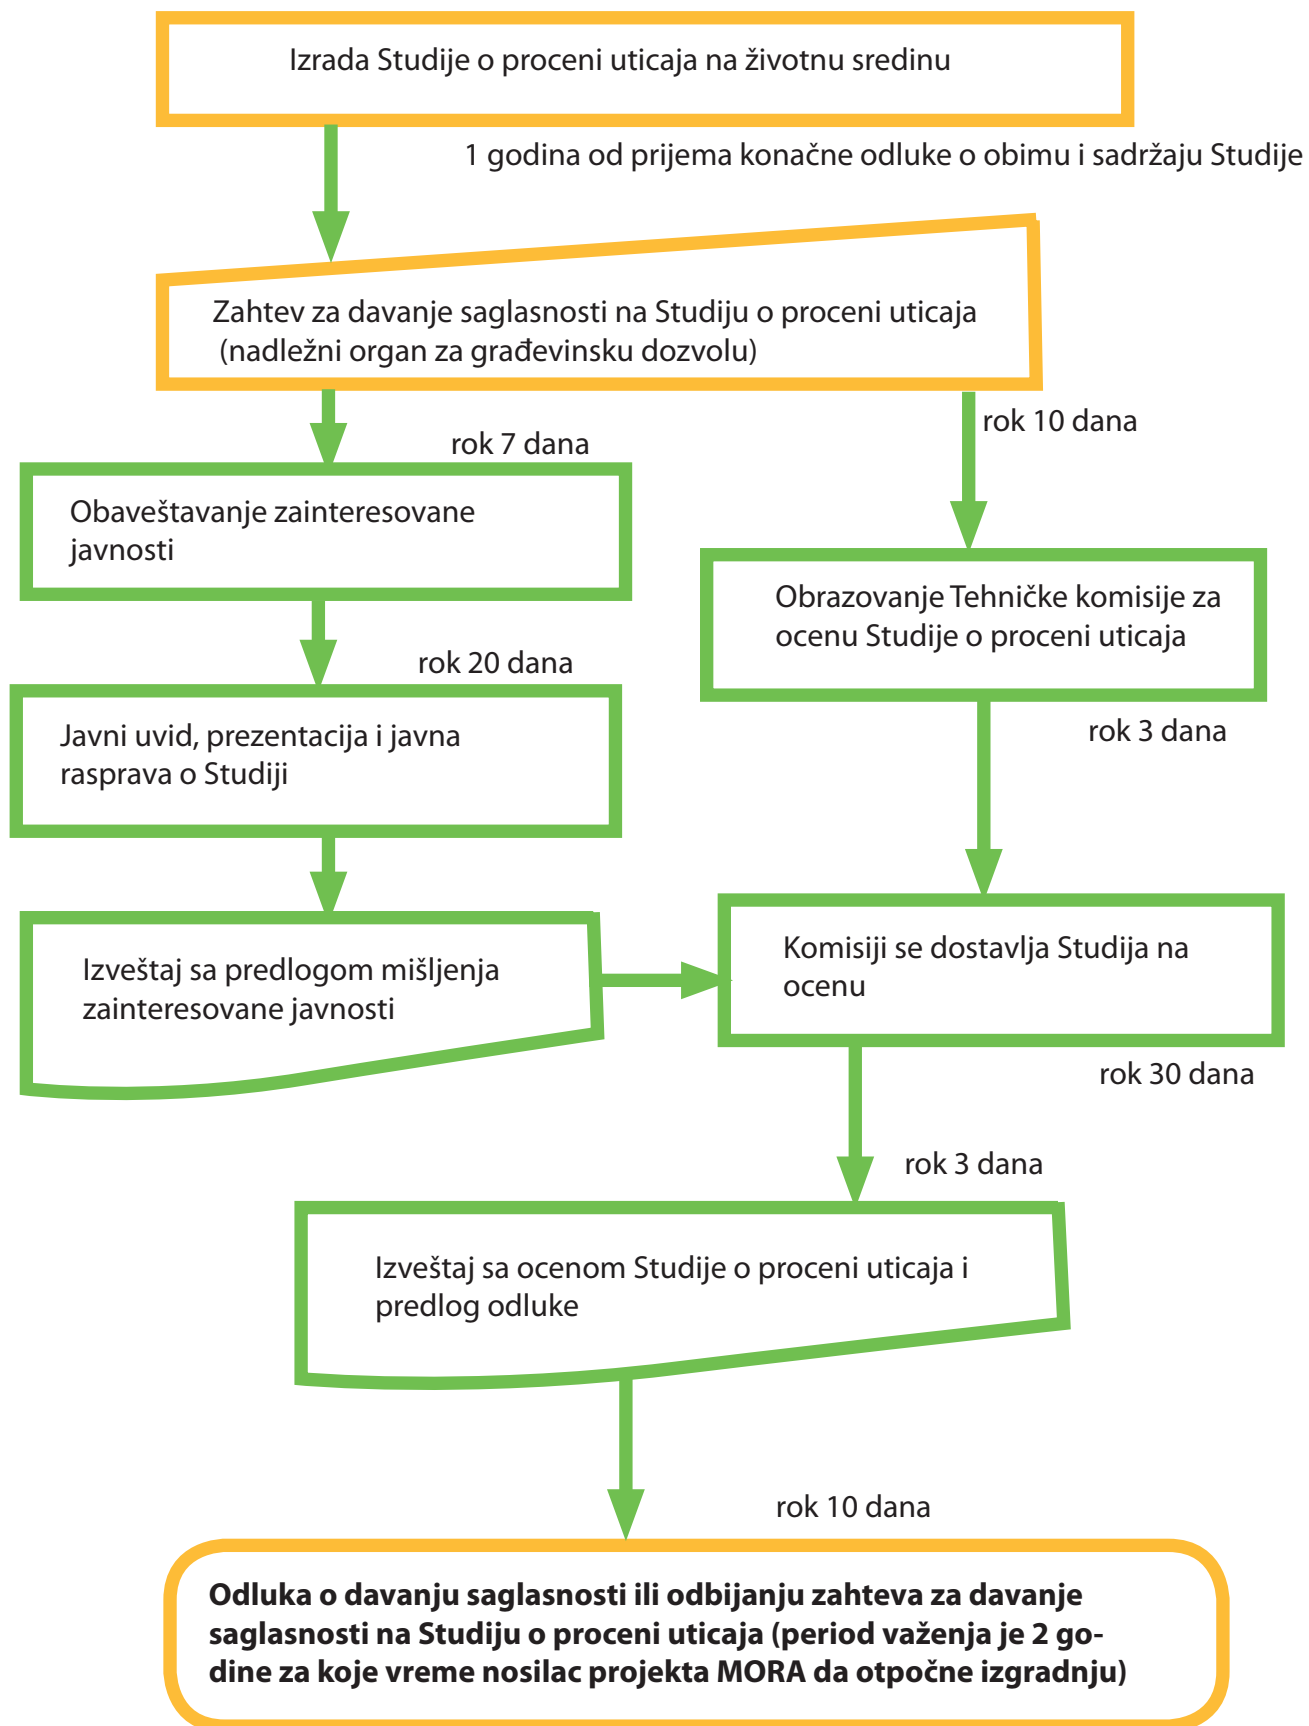 Izrada Studije o proceni uticaja na životnu sredinu
1 godina od prijema konačne odluke o obimu i sadržaju Studije
Zahtev za davanje saglasnosti na Studiju o proceni uticaja
(nadležni organ za građevinsku dozvolu)
rok 7 dana
rok 10 dana
Obaveštavanje zainteresovane
javnosti
Obrazovanje Tehničke komisije za
ocenu Studije o proceni uticaja
rok 20 dana
rok 3 dana
Javni uvid, prezentacija i javna
rasprava o Studiji
Izveštaj sa predlogom mišljenja
zainteresovane javnosti
Komisiji se dostavlja Studija na
ocenu
rok 30 dana
rok 3 dana
Izveštaj sa ocenom Studije o proceni uticaja i
predlog odluke
rok 10 dana
Odluka o davanju saglasnosti ili odbijanju zahteva za davanje
saglasnosti na Studiju o proceni uticaja (period važenja je 2 go-
dine za koje vreme nosilac projekta MORA da otpočne izgradnju)